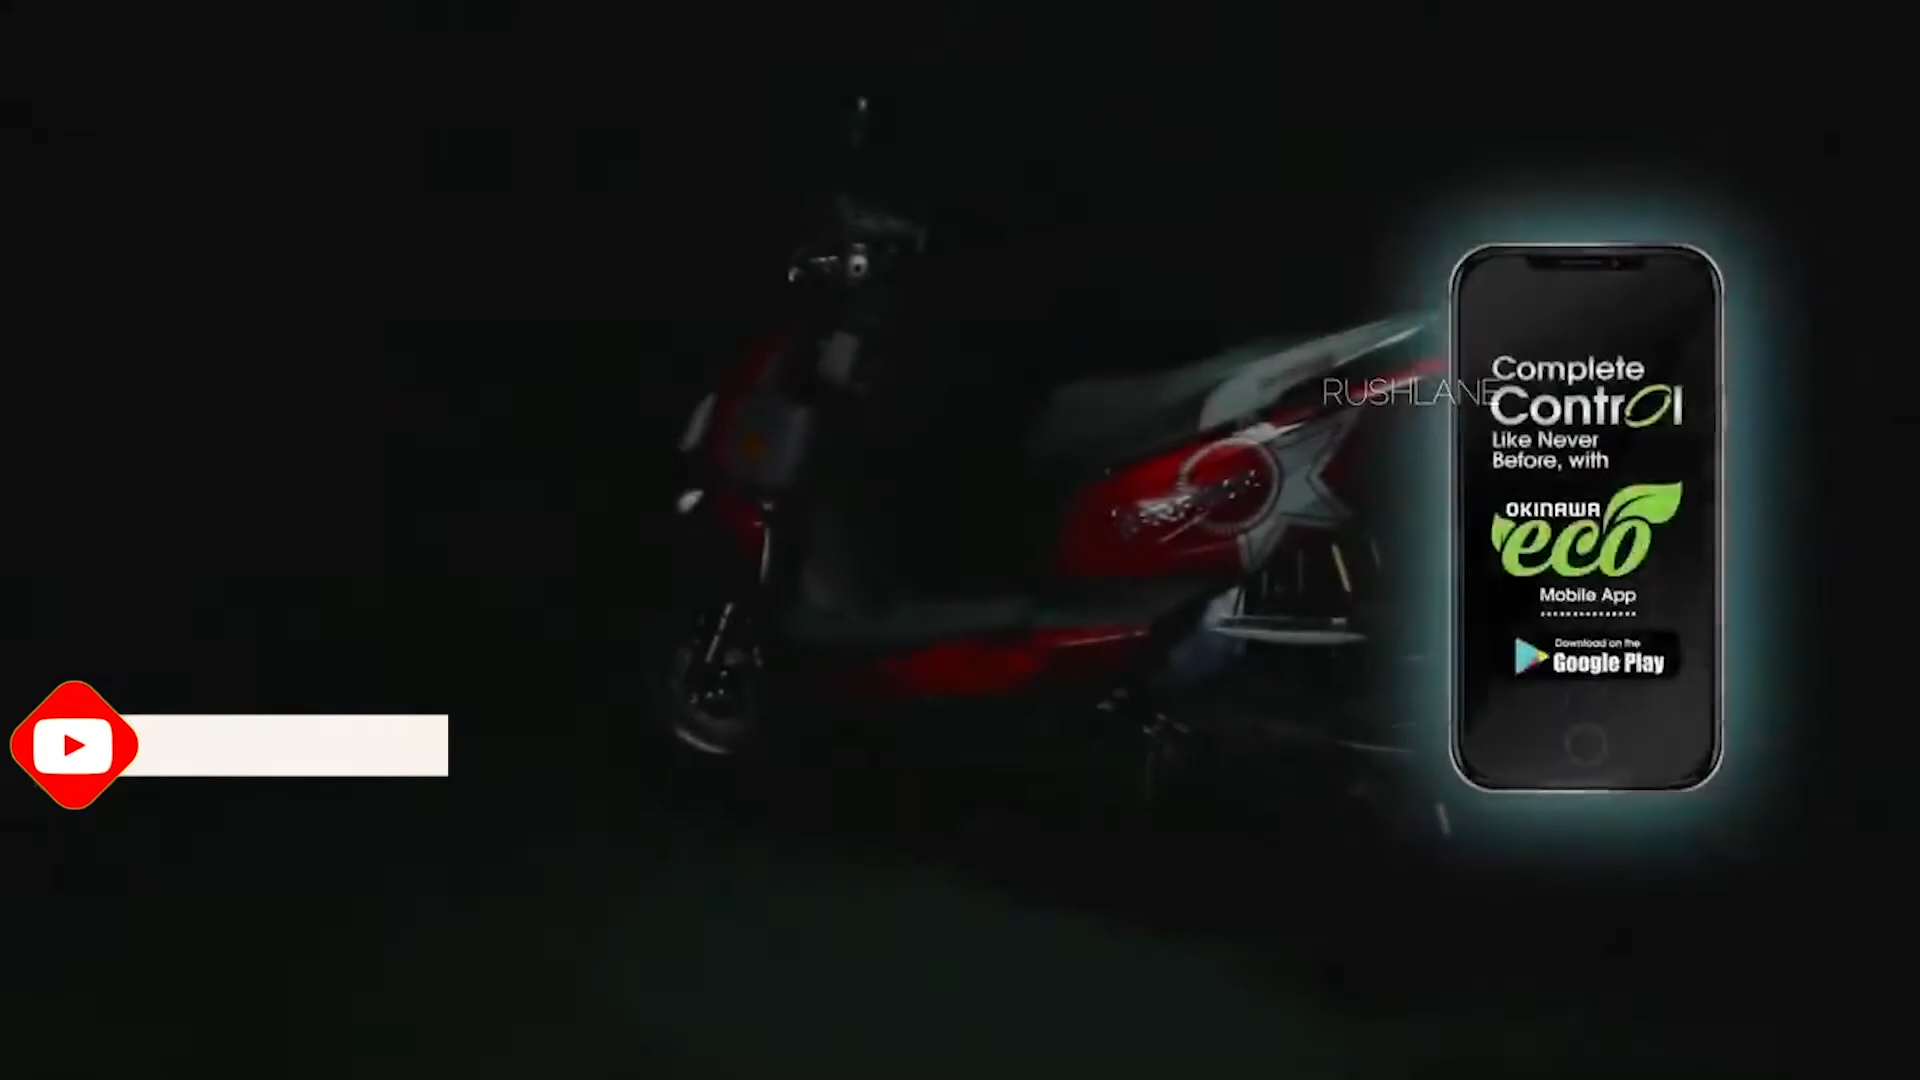 RUSHLANE
Complete
Control
Like Never
Before, with
OKINAWA
eco
Mobile App
Download on the
Google Play